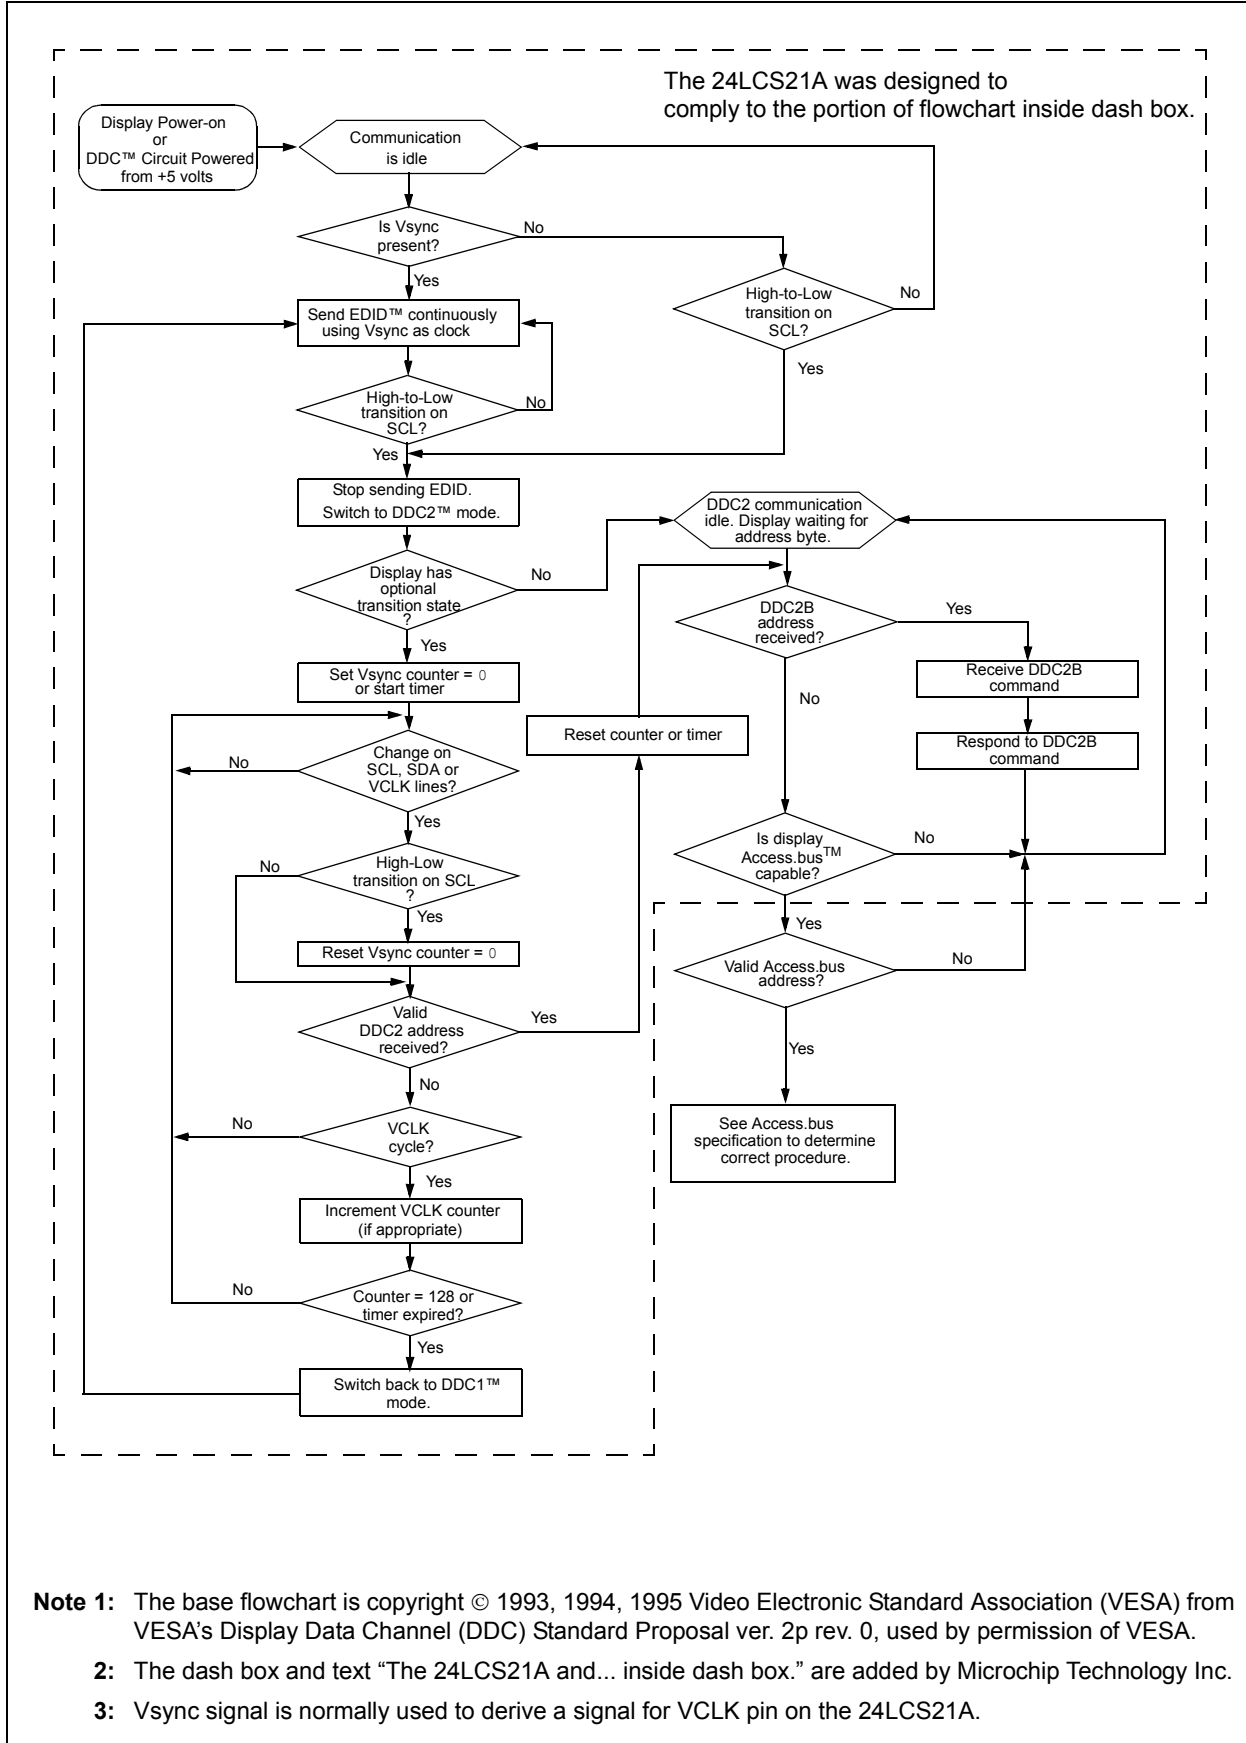 The 24LCS21A was designed to
comply to the portion of flowchart inside dash box.
Display Power-on
or
DDC™ Circuit Powered
from +5 volts
Communication
is idle
Is Vsync
present?
No
Yes
High-to-Low
transition on
SCL?
No
Yes
Send EDID™ continuously
using Vsync as clock
High-to-Low
transition on
SCL?
No
Yes
Stop sending EDID.
Switch to DDC2™ mode.
DDC2 communication
idle. Display waiting for
address byte.
Display has
optional
transition state
?
No
Yes
DDC2B
address
received?
Yes
No
Set Vsync counter = 0
or start timer
Receive DDC2B
command
Reset counter or timer
Respond to DDC2B
command
Change on
SCL, SDA or
VCLK lines?
No
Yes
Is display
Access.bus™
capable?
No
Yes
High-Low
transition on SCL
?
No
Yes
Reset Vsync counter = 0
Valid Access.bus
address?
No
Yes
Valid
DDC2 address
received?
Yes
No
VCLK
cycle?
No
Yes
See Access.bus
specification to determine
correct procedure.
Increment VCLK counter
(if appropriate)
Counter = 128 or
timer expired?
No
Yes
Switch back to DDC1™
mode.
Note 1: The base flowchart is copyright © 1993, 1994, 1995 Video Electronic Standard Association (VESA) from
VESA’s Display Data Channel (DDC) Standard Proposal ver. 2p rev. 0, used by permission of VESA.
2: The dash box and text “The 24LCS21A and... inside dash box.” are added by Microchip Technology Inc.
3: Vsync signal is normally used to derive a signal for VCLK pin on the 24LCS21A.